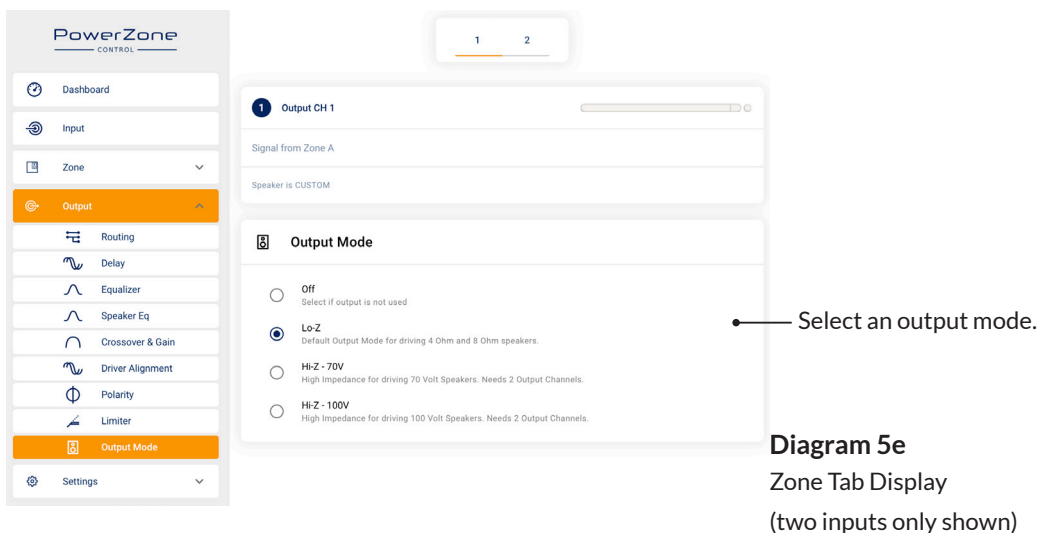 PowerZone
CONTROL
Dashboard
Input
Zone
Output
Routing
Delay
Equalizer
Speaker Eq
Crossover & Gain
Driver Alignment
Polarity
Limiter
Output Mode
Settings
1 2
1 Output CH 1
Signal from Zone A
Speaker is CUSTOM
Output Mode
Off
Select if output is not used
Lo-Z
Default Output Mode for driving 4 Ohm and 8 Ohm speakers.
Hi-Z - 70V
High Impedance for driving 70 Volt Speakers. Needs 2 Output Channels.
Hi-Z - 100V
High Impedance for driving 100 Volt Speakers. Needs 2 Output Channels.
Select an output mode.
Diagram 5e
Zone Tab Display
(two inputs only shown)